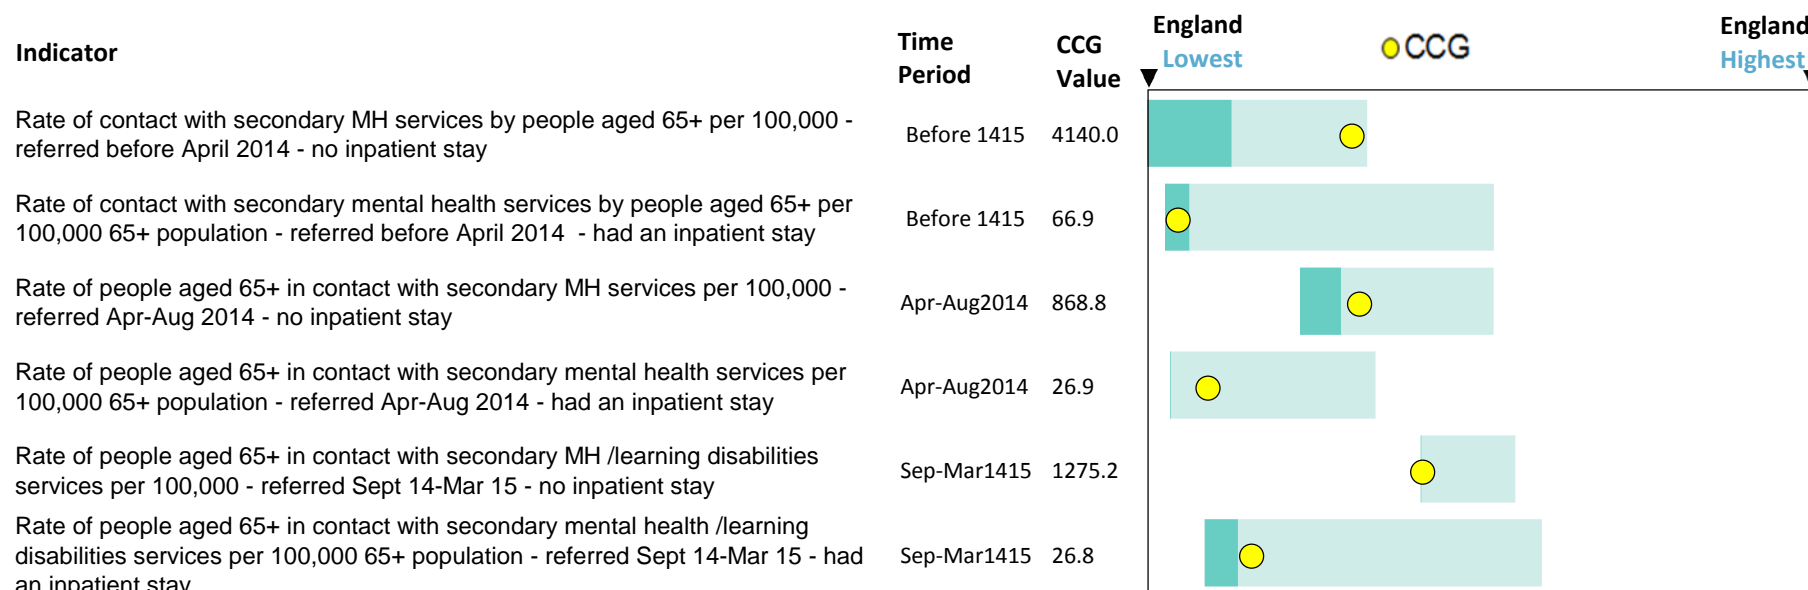 Indicator
Time
Period
CCG
Value
England
Lowest
CCG
England
Highest
Rate of contact with secondary MH services by people aged 65+ per 100,000 -
referred before April 2014 - no inpatient stay
Before 1415
4140.0
Rate of contact with secondary mental health services by people aged 65+ per
100,000 65+ population - referred before April 2014  - had an inpatient stay
Before 1415
66.9
Rate of people aged 65+ in contact with secondary MH services per 100,000 -
referred Apr-Aug 2014 - no inpatient stay
Apr-Aug2014
868.8
Rate of people aged 65+ in contact with secondary mental health services per
100,000 65+ population - referred Apr-Aug 2014 - had an inpatient stay
Apr-Aug2014
26.9
Rate of people aged 65+ in contact with secondary MH /learning disabilities
services per 100,000 - referred Sept 14-Mar 15 - no inpatient stay
Sep-Mar1415
1275.2
Rate of people aged 65+ in contact with secondary mental health /learning
disabilities services per 100,000 65+ population - referred Sept 14-Mar 15 - had
an inpatient stay
Sep-Mar1415
26.8